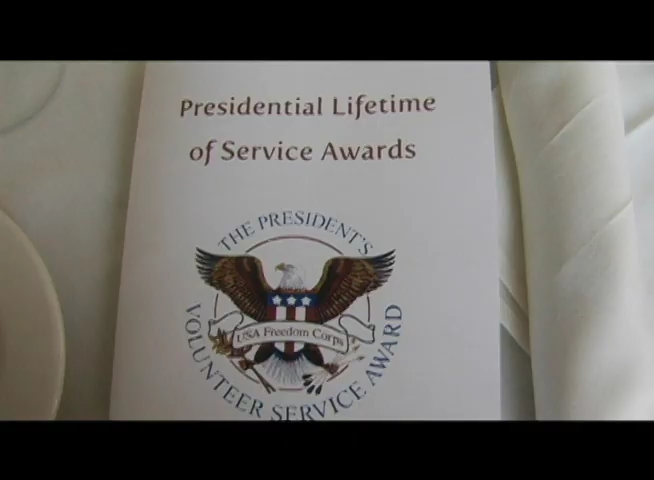 Presidential Lifetime
of Service Awards
THE PRESIDENT'S
USA Freedom Corps
VOLUNTEER SERVICE AWARD